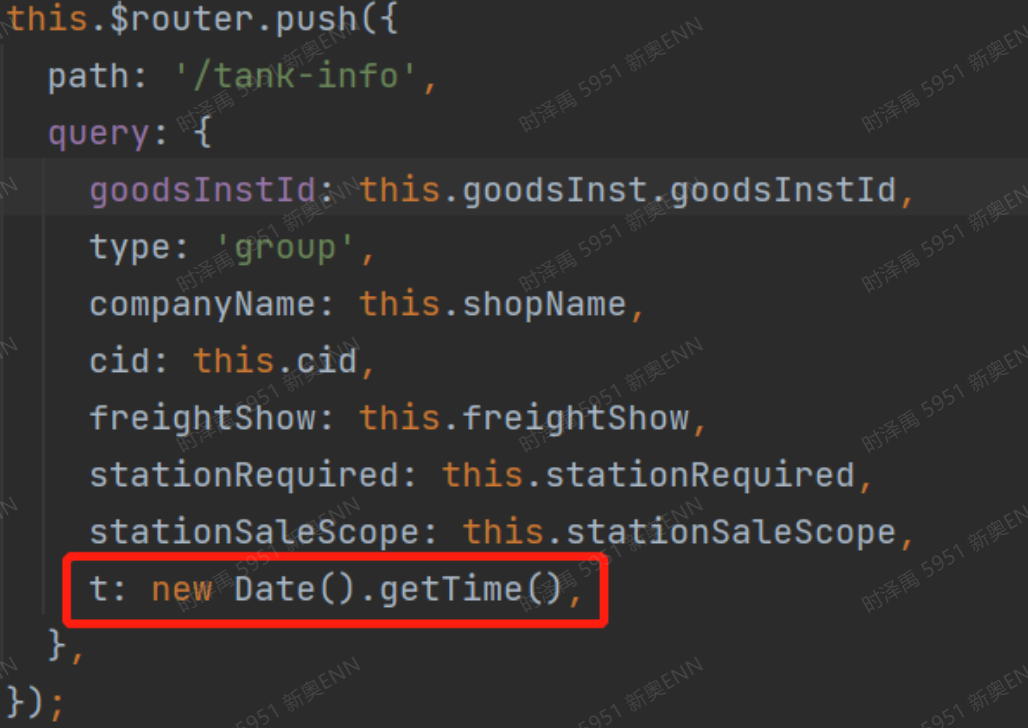 this.$router.push({
path: '/tank-info',
query: {
goodsInstId: this.goodsInst.goodsInstId,
type: 'group',
companyName: this.shopName,
cid: this.cid,
freightShow: this.freightShow,
stationRequired: this.stationRequired,
stationSaleScope: this.stationSaleScope,
t: new Date().getTime(),
},
});
时泽禹 5951 新奥ENN